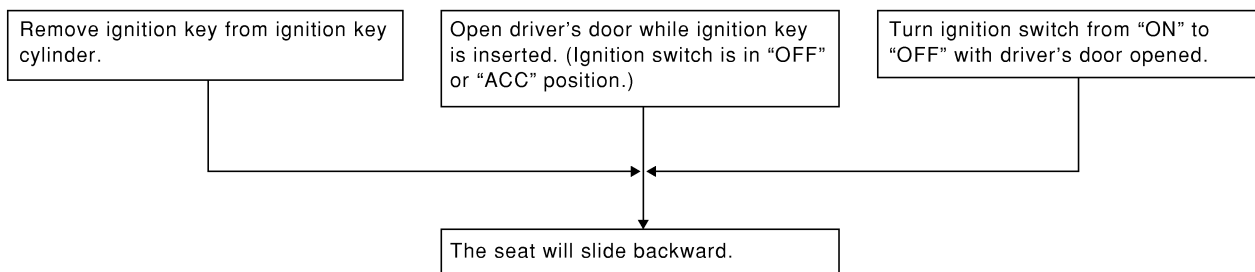 Remove ignition key from ignition key
cylinder.
Open driver’s door while ignition key
is inserted. (Ignition switch is in “OFF”
or “ACC” position.)
Turn ignition switch from “ON” to
“OFF” with driver’s door opened.
The seat will slide backward.